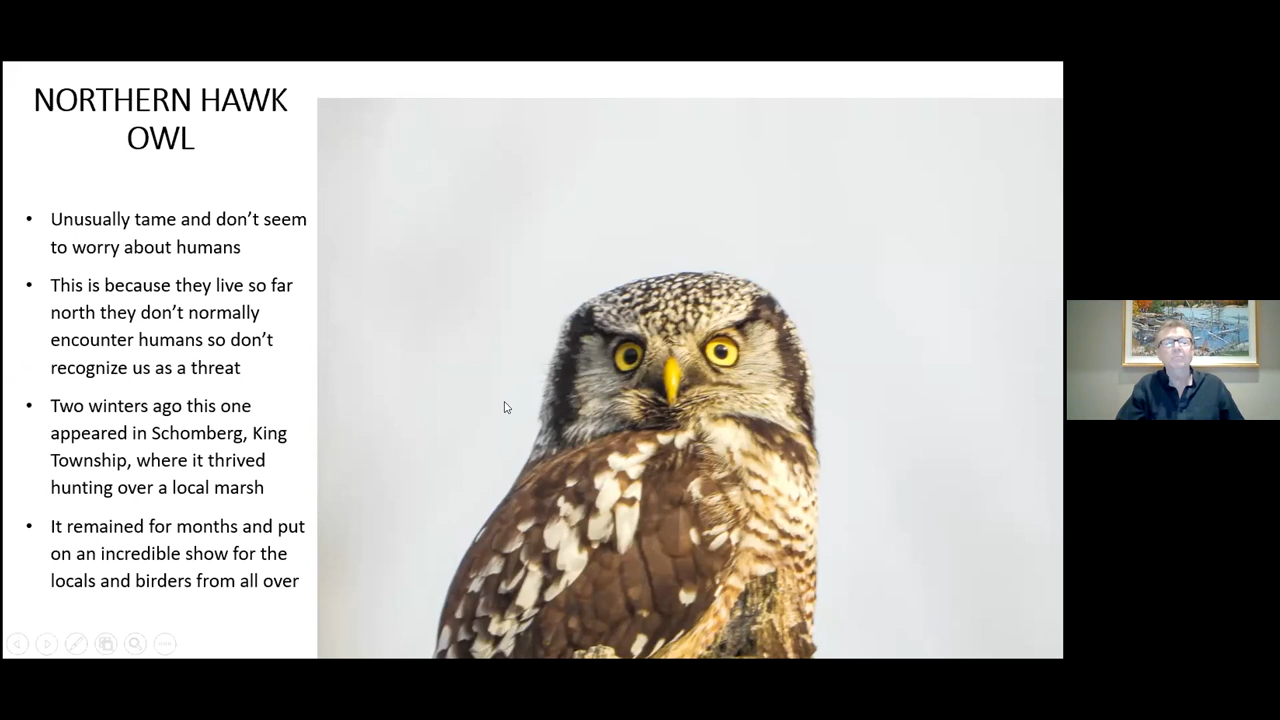 NORTHERN HAWK
OWL
• Unusually tame and don’t seem
to worry about humans
• This is because they live so far
north they don’t normally
encounter humans so don’t
recognize us as a threat
• Two winters ago this one
appeared in Schomberg, King
Township, where it thrived
hunting over a local marsh
• It remained for months and put
on an incredible show for the
locals and birders from all over